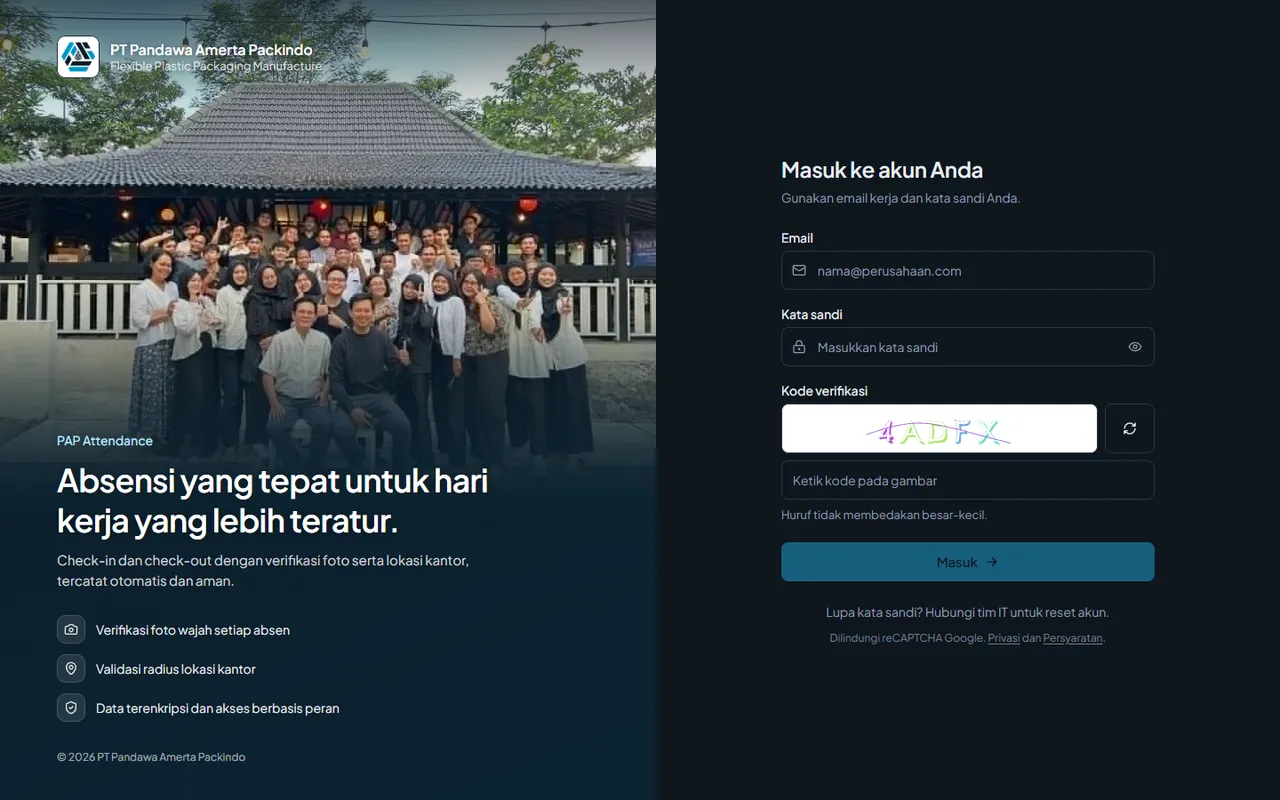 PT Pandawa Amerta Packindo
Flexible Plastic Packaging Manufacture
PAP Attendance
Absensi yang tepat untuk hari
kerja yang lebih teratur.
Check-in dan check-out dengan verifikasi foto serta lokasi kantor,
tercatat otomatis dan aman.
Verifikasi foto wajah setiap absen
Validasi radius lokasi kantor
Data terenkripsi dan akses berbasis peran
© 2026 PT Pandawa Amerta Packindo
Masuk ke akun Anda
Gunakan email kerja dan kata sandi Anda.
Email
nama@perusahaan.com
Kata sandi
Masukkan kata sandi
Kode verifikasi
4ADFX
Ketik kode pada gambar
Huruf tidak membedakan besar-kecil.
Masuk →
Lupa kata sandi? Hubungi tim IT untuk reset akun.
Dilindungi reCAPTCHA Google. Privasi dan Persyaratan.